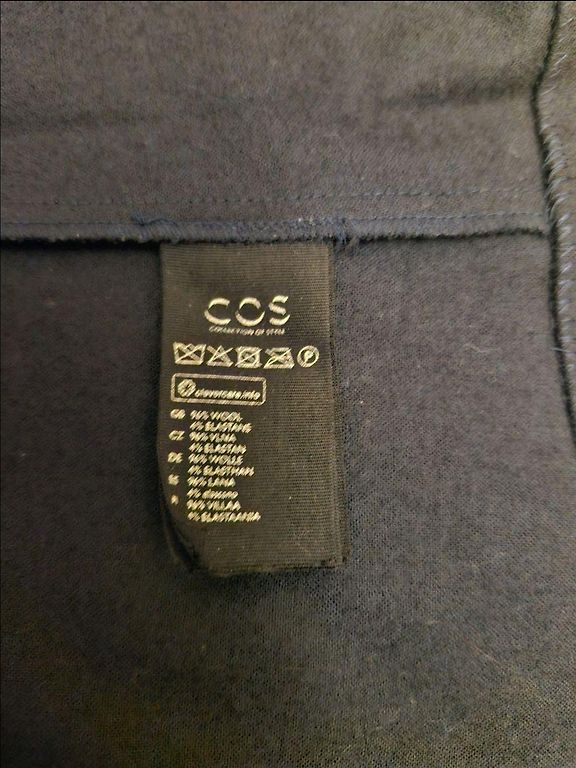 COS
COLLECTION OF STYLE
P
clevercare.info
GB 96% WOOL
4% ELASTANE
CZ 96% VLNA
4% ELASTAN
DE 96% WOLLE
4% ELASTHAN
ES 96% LANA
4% elastano
FI 96% VILLAA
4% ELASTAANIA